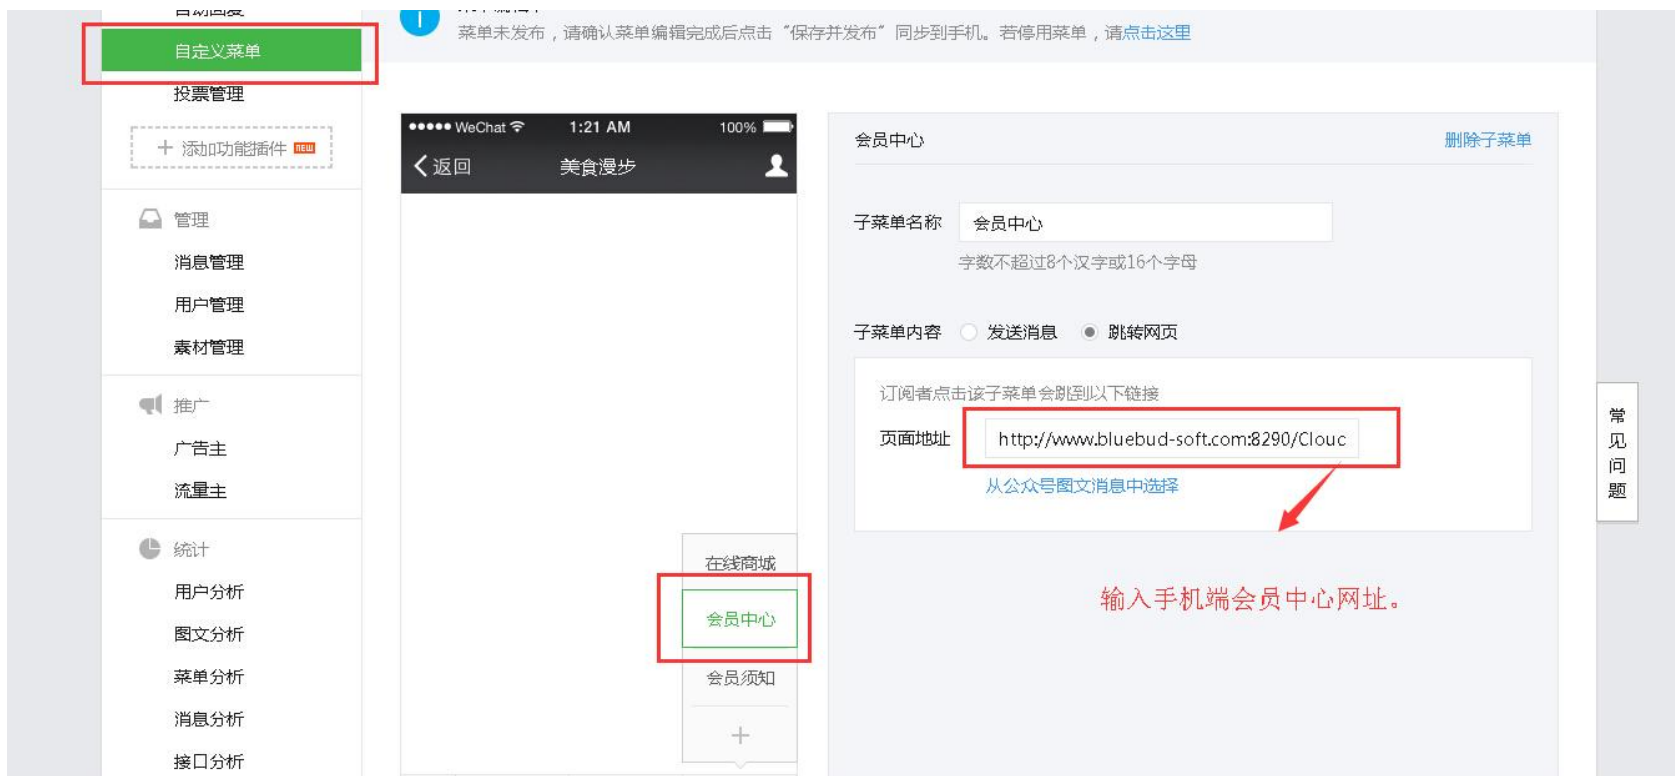 自动回复
自定义菜单
投票管理
添加功能插件 NEW
管理
消息管理
用户管理
素材管理
推广
广告主
流量主
统计
用户分析
图文分析
菜单分析
消息分析
接口分析
菜单未发布，请确认菜单编辑完成后点击“保存并发布”同步到手机。若停用菜单，请点击这里
WeChat 1:21 AM 100%
返回 美食漫步
在线商城
会员中心
会员须知
+
会员中心 删除子菜单
子菜单名称 会员中心
字数不超过8个汉字或16个字母
子菜单内容 发送消息 跳转网页
订阅者点击该子菜单会跳到以下链接
页面地址 http://www.bluebud-soft.com:8290/Clouc
从公众号图文消息中选择
输入手机端会员中心网址。
常见问题